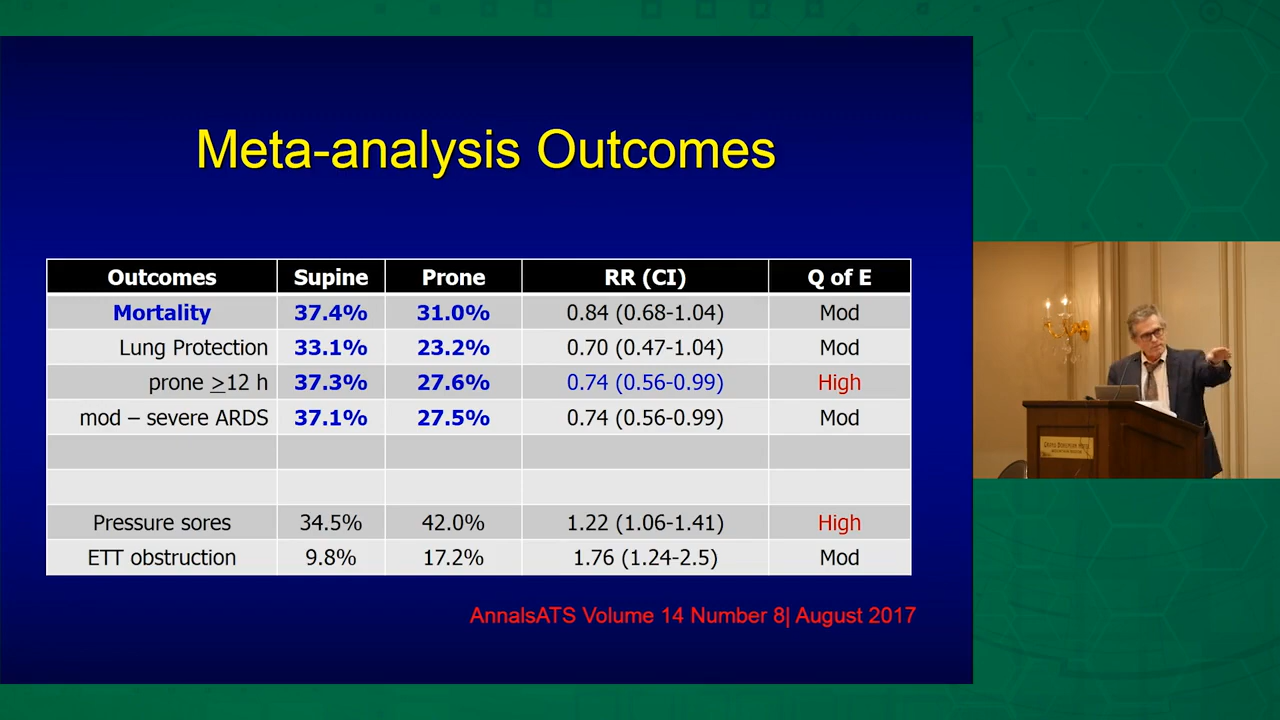 Meta-analysis Outcomes
Outcomes Supine Prone RR (CI) Q of E
Mortality 37.4% 31.0% 0.84 (0.68-1.04) Mod
Lung Protection 33.1% 23.2% 0.70 (0.47-1.04) Mod
prone >12 h 37.3% 27.6% 0.74 (0.56-0.99) High
mod – severe ARDS 37.1% 27.5% 0.74 (0.56-0.99) Mod
Pressure sores 34.5% 42.0% 1.22 (1.06-1.41) High
ETT obstruction 9.8% 17.2% 1.76 (1.24-2.5) Mod
AnnalsATS Volume 14 Number 8| August 2017